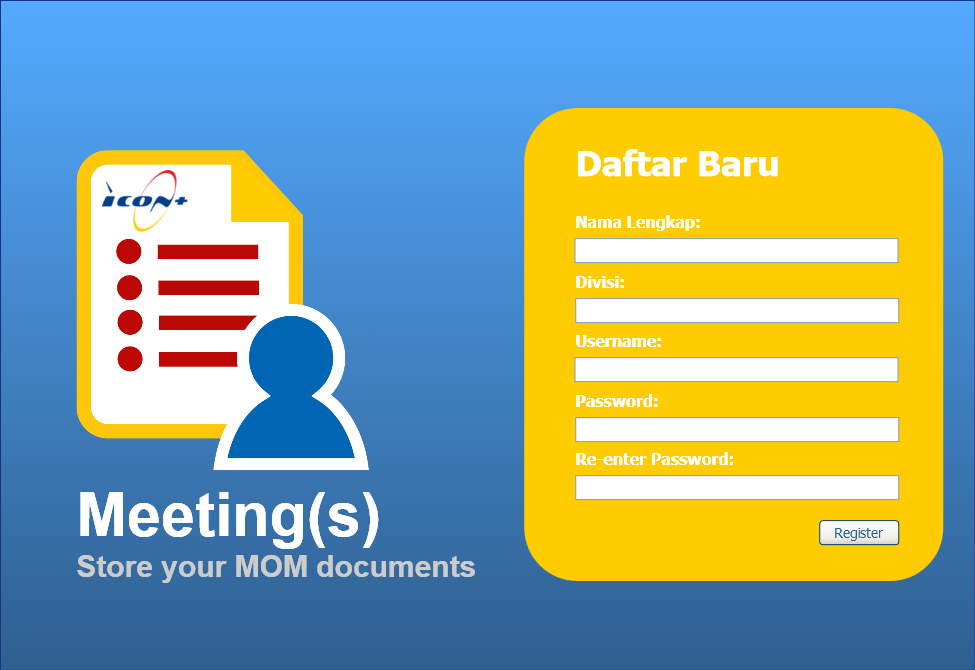 icon+
Meeting(s)
Store your MOM documents
Daftar Baru
Nama Lengkap:
Divisi:
Username:
Password:
Re-enter Password:
Register